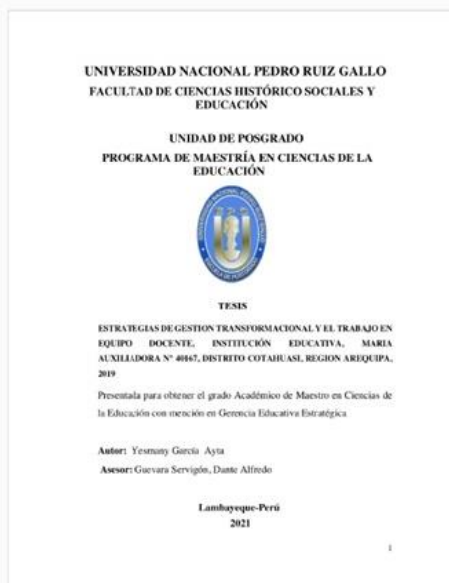 UNIVERSIDAD NACIONAL PEDRO RUIZ GALLO
FACULTAD DE CIENCIAS HISTÓRICO SOCIALES Y
EDUCACIÓN
UNIDAD DE POSGRADO
PROGRAMA DE MAESTRÍA EN CIENCIAS DE LA
EDUCACIÓN
TESIS
ESTRATEGIAS DE GESTION TRANSFORMACIONAL Y EL TRABAJO EN
EQUIPO DOCENTE, INSTITUCIÓN EDUCATIVA, MARIA
AUXILIADORA N° 40167, DISTRITO COTAHUASI, REGION AREQUIPA,
2019
Presentada para obtener el grado Académico de Maestro en Ciencias de
la Educación con mención en Gerencia Educativa Estratégica
Autor: Yesmany García Ayta
Asesor: Guevara Servigón, Dante Alfredo
Lambayeque-Perú
2021
1